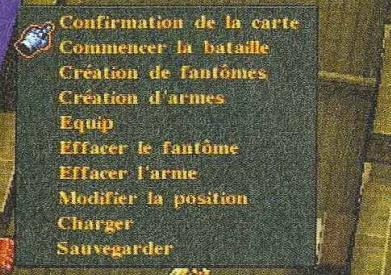 Confirmation de la carte
Commencer la bataille
Création de fantômes
Création d'armes
Equip
Effacer le fantôme
Effacer l'arme
Modifier la position
Charger
Sauvegarder